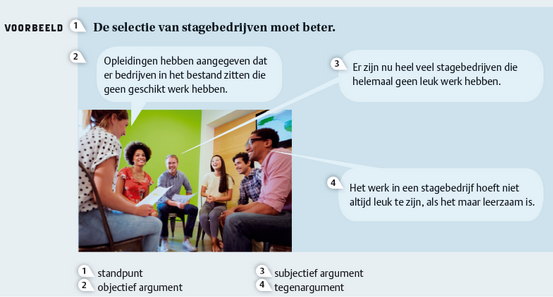 VOORBEELD 1 De selectie van stagebedrijven moet beter.
2 Opleidingen hebben aangegeven dat
er bedrijven in het bestand zitten die
geen geschikt werk hebben.
3 Er zijn nu heel veel stagebedrijven die
helemaal geen leuk werk hebben.
4 Het werk in een stagebedrijf hoeft niet
altijd leuk te zijn, als het maar leerzaam is.
1 standpunt
2 objectief argument
3 subjectief argument
4 tegenargument